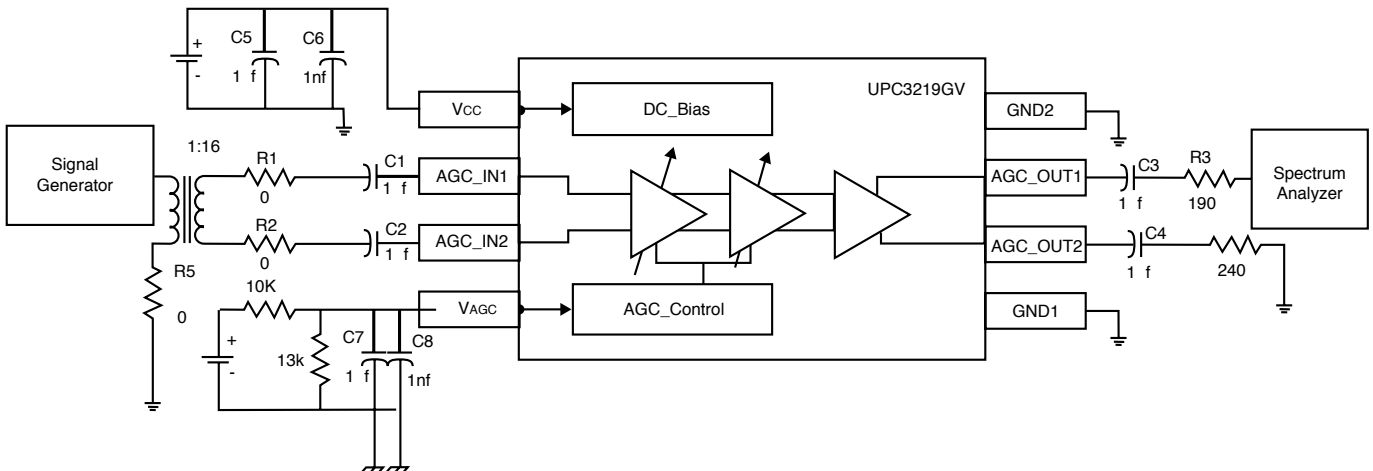 +
C5
C6
1 f
1nf
-
UPC3219GV
VCC
DC_Bias
GND2
Signal
Generator
1:16
R1
0
C1
1 f
AGC_IN1
AGC_OUT1
C3
1 f
R3
190
Spectrum
Analyzer
R2
0
C2
1 f
AGC_IN2
AGC_OUT2
C4
1 f
240
R5
0
10K
VAGC
AGC_Control
GND1
+
-
13k
C7
1 f
C8
1nf